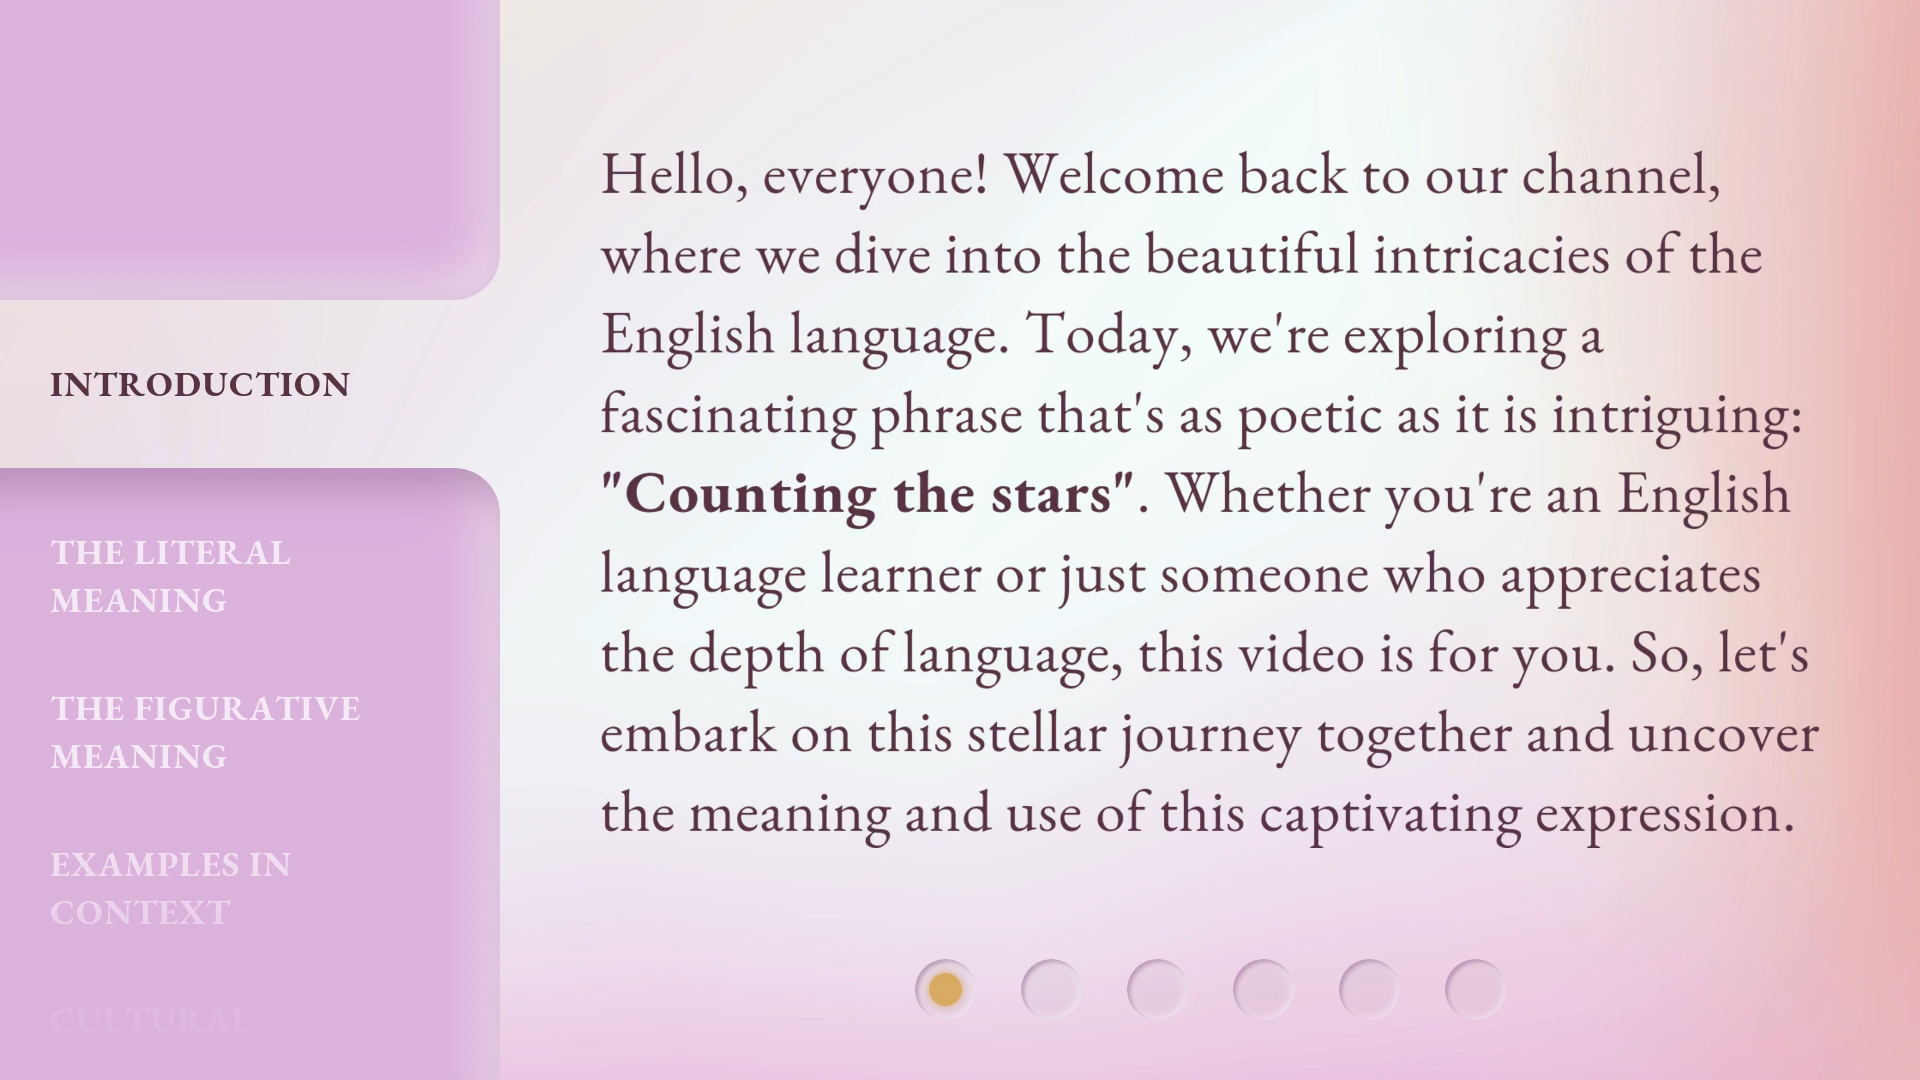 INTRODUCTION
THE LITERAL
MEANING
THE FIGURATIVE
MEANING
EXAMPLES IN
CONTEXT
CULTURAL
Hello, everyone! Welcome back to our channel,
where we dive into the beautiful intricacies of the
English language. Today, we're exploring a
fascinating phrase that's as poetic as it is intriguing:
"Counting the stars". Whether you're an English
language learner or just someone who appreciates
the depth of language, this video is for you. So, let's
embark on this stellar journey together and uncover
the meaning and use of this captivating expression.